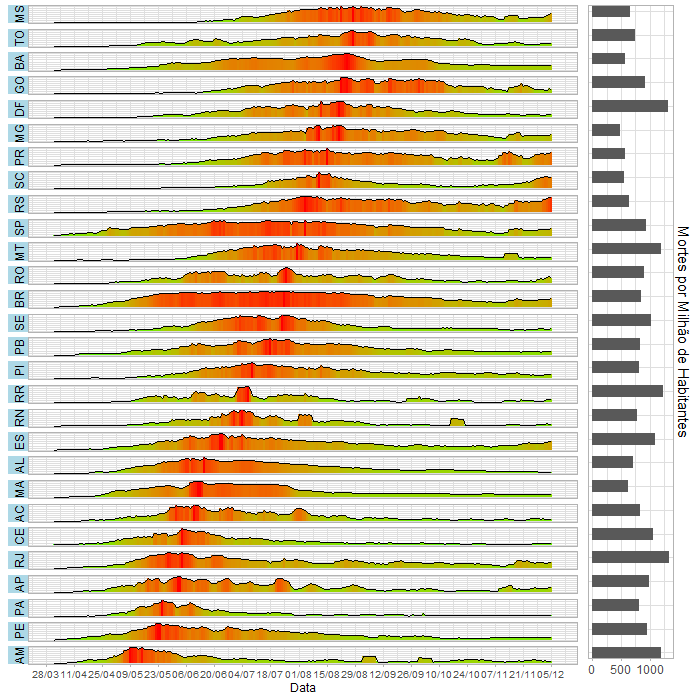 MS
TO
BA
GO
DF
MG
PR
SC
RS
SP
MT
RO
BR
SE
PB
PI
RR
RN
ES
AL
MA
AC
CE
RJ
AP
PA
PE
AM
28/03 11/04 25/04 09/05 23/05 06/06 20/06 04/07 18/07 01/08 15/08 29/08 12/09 26/09 10/10 24/10 07/11 21/11 05/12
Data
0 500 1000
Mortes por Milhão de Habitantes